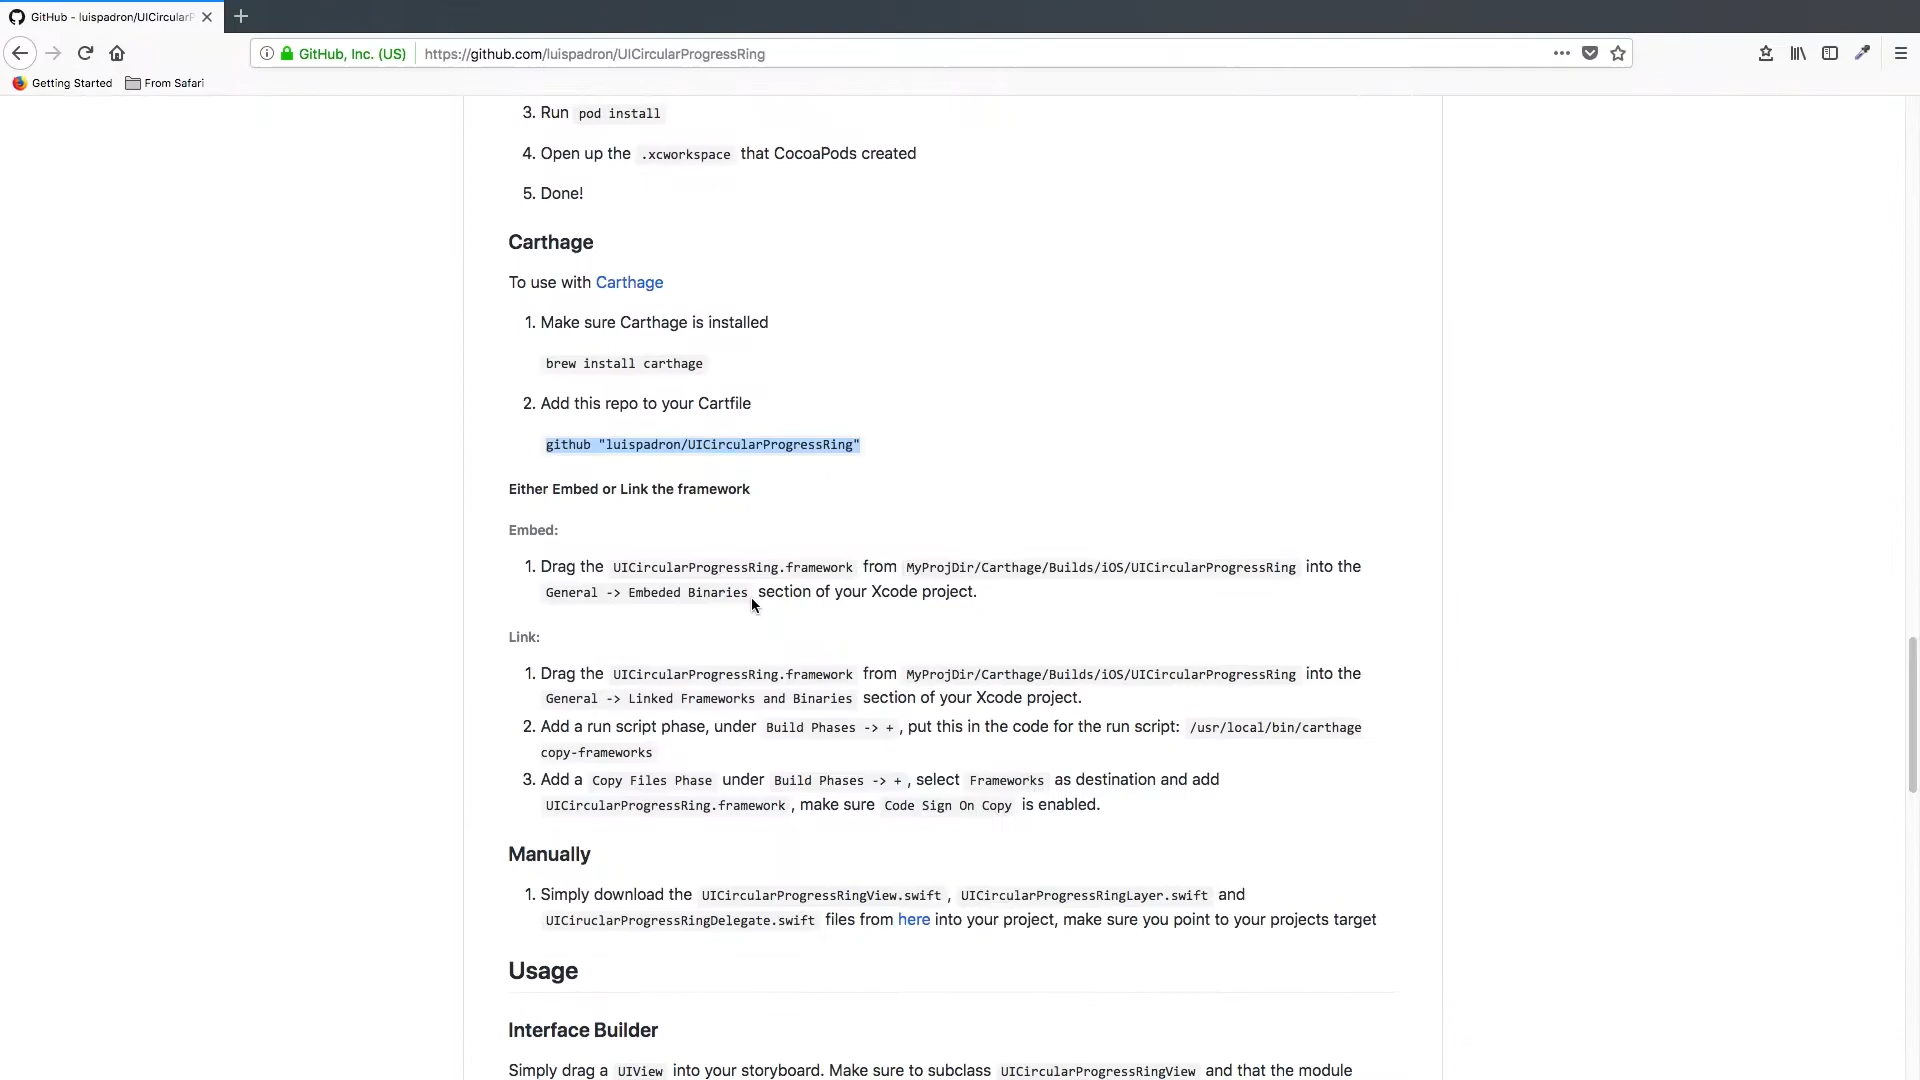 GitHub - luispadron/UICircularP
GitHub, Inc. (US) https://github.com/luispadron/UICircularProgressRing
Getting Started From Safari
3. Run pod install
4. Open up the .xcworkspace that CocoaPods created
5. Done!
Carthage
To use with Carthage
1. Make sure Carthage is installed
brew install carthage
2. Add this repo to your Cartfile
github "luispadron/UICircularProgressRing"
Either Embed or Link the framework
Embed:
1. Drag the UICircularProgressRing.framework from MyProjDir/Carthage/Builds/iOS/UICircularProgressRing into the
General -> Embeded Binaries section of your Xcode project.
Link:
1. Drag the UICircularProgressRing.framework from MyProjDir/Carthage/Builds/iOS/UICircularProgressRing into the
General -> Linked Frameworks and Binaries section of your Xcode project.
2. Add a run script phase, under Build Phases -> + , put this in the code for the run script: /usr/local/bin/carthage
copy-frameworks
3. Add a Copy Files Phase under Build Phases -> + , select Frameworks as destination and add
UICircularProgressRing.framework , make sure Code Sign On Copy is enabled.
Manually
1. Simply download the UICircularProgressRingView.swift , UICircularProgressRingLayer.swift and
UICiruclarProgressRingDelegate.swift files from here into your project, make sure you point to your projects target
Usage
Interface Builder
Simply drag a UIView into your storyboard. Make sure to subclass UICircularProgressRingView and that the module